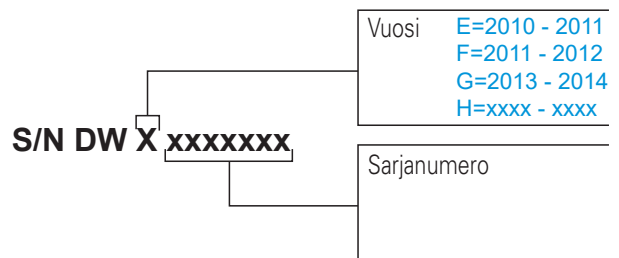 Vuosi E=2010 - 2011
F=2011 - 2012
G=2013 - 2014
H=xxxx - xxxx
S/N DW X xxxxxxx
Sarjanumero